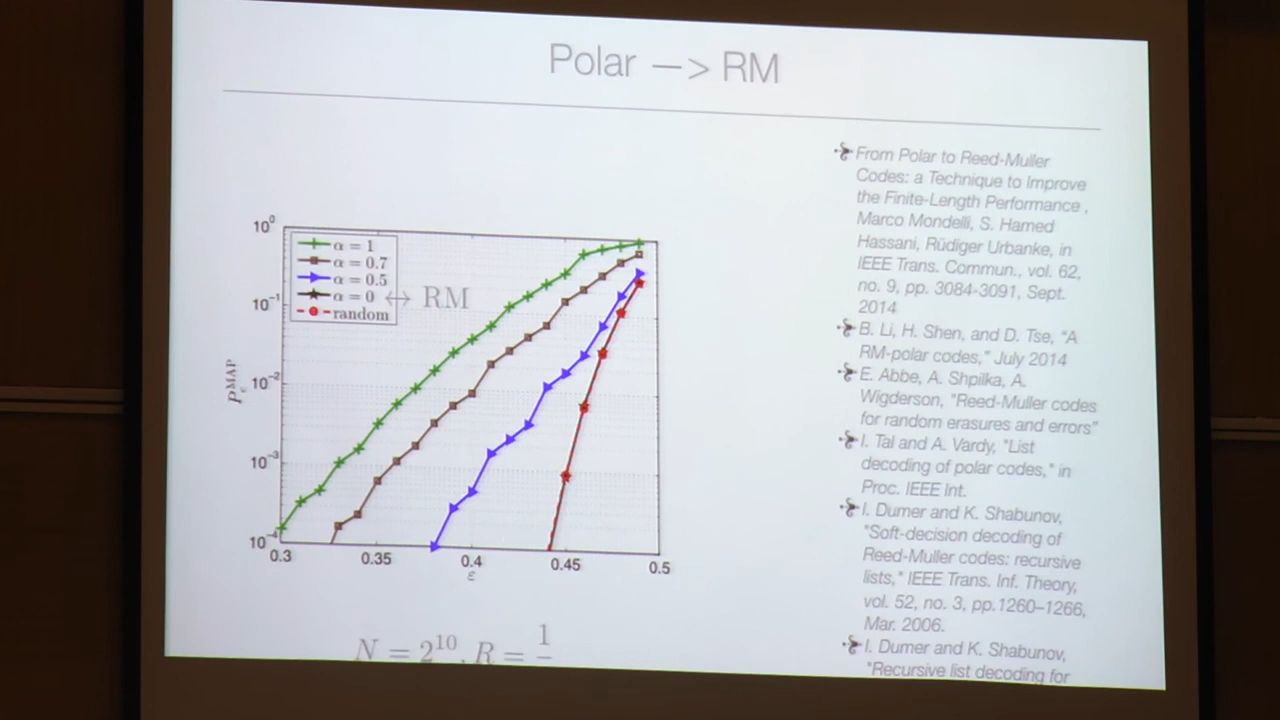 Polar —> RM
10⁰
10⁻¹
10⁻²
10⁻³
10⁻⁴
P_e^MAP
α = 1
α = 0.7
α = 0.5
α = 0 ↔ RM
random
0.3 0.35 0.4 0.45 0.5
ε
N = 2¹⁰, R = 1
From Polar to Reed-Muller
Codes: a Technique to Improve
the Finite-Length Performance ,
Marco Mondelli, S. Hamed
Hassani, Rüdiger Urbanke, in
IEEE Trans. Commun., vol. 62,
no. 9, pp. 3084-3091, Sept.
2014
B. Li, H. Shen, and D. Tse, "A
RM-polar codes," July 2014
E. Abbe, A. Shpilka, A.
Wigderson, "Reed-Muller codes
for random erasures and errors"
I. Tal and A. Vardy, "List
decoding of polar codes," in
Proc. IEEE Int.
I. Dumer and K. Shabunov,
"Soft-decision decoding of
Reed-Muller codes: recursive
lists," IEEE Trans. Inf. Theory,
vol. 52, no. 3, pp.1260–1266,
Mar. 2006.
I. Dumer and K. Shabunov,
"Recursive list decoding for